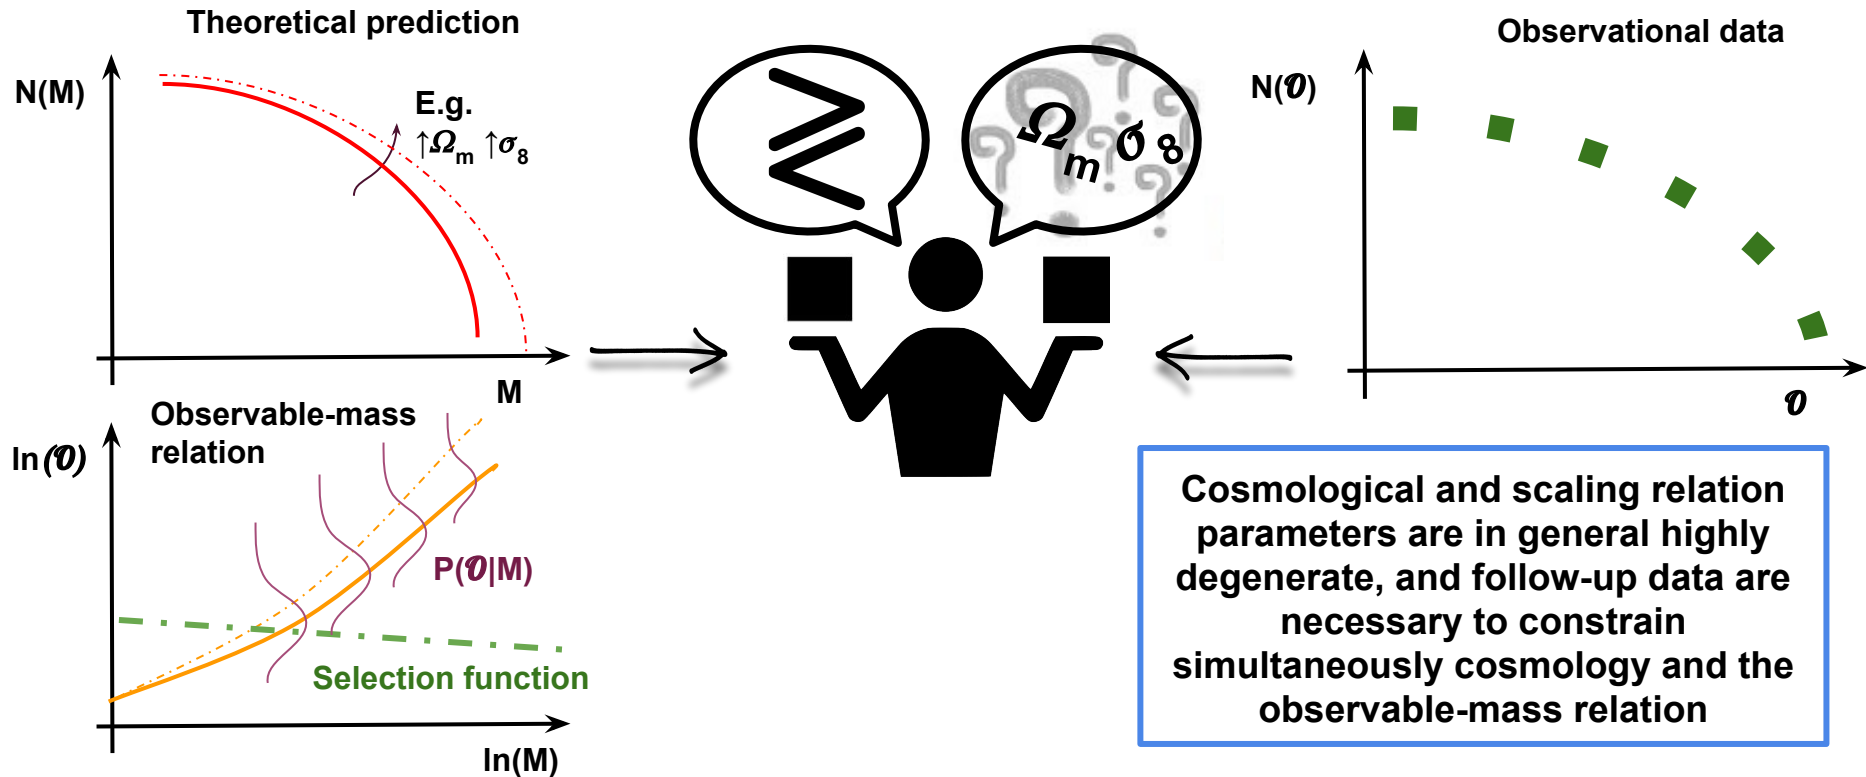 Theoretical prediction
N(M)
E.g.
↑Ωm ↑σ8
M
Observable-mass
relation
ln(𝒪)
P(𝒪|M)
Selection function
ln(M)
≷
Ωm σ8
? ? ? ? ? ? ?
Observational data
N(𝒪)
𝒪
Cosmological and scaling relation
parameters are in general highly
degenerate, and follow-up data are
necessary to constrain
simultaneously cosmology and the
observable-mass relation